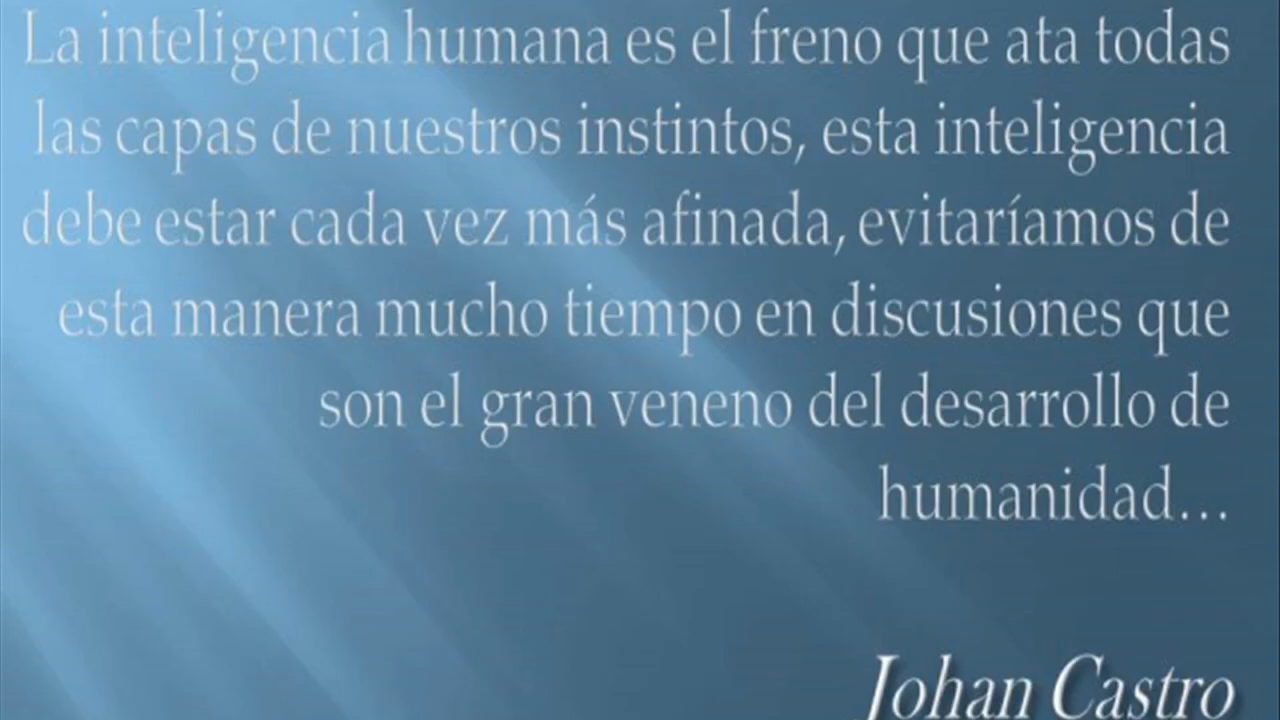 La inteligencia humana es el freno que ata todas
las capas de nuestros instintos, esta inteligencia
debe estar cada vez más afinada, evitaríamos de
esta manera mucho tiempo en discusiones que
son el gran veneno del desarrollo de
humanidad...
Johan Castro